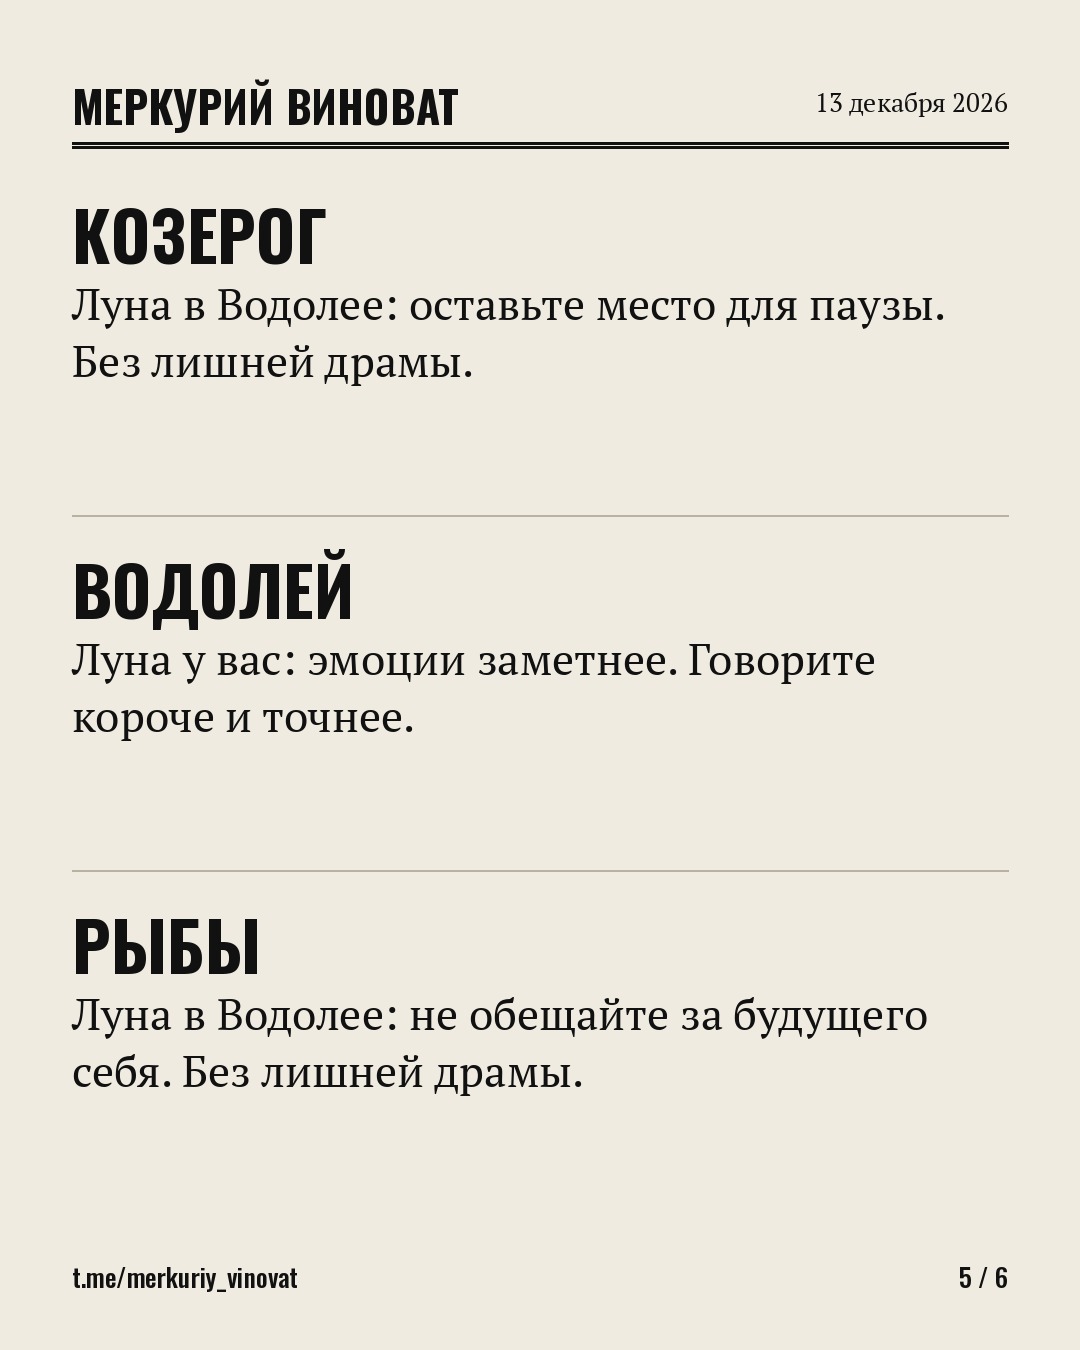 МЕРКУРИЙ ВИНОВАТ
13 декабря 2026
КОЗЕРОГ
Луна в Водолее: оставьте место для паузы.
Без лишней драмы.
ВОДОЛЕЙ
Луна у вас: эмоции заметнее. Говорите
короче и точнее.
РЫБЫ
Луна в Водолее: не обещайте за будущего
себя. Без лишней драмы.
t.me/merkuriy_vinovat
5 / 6